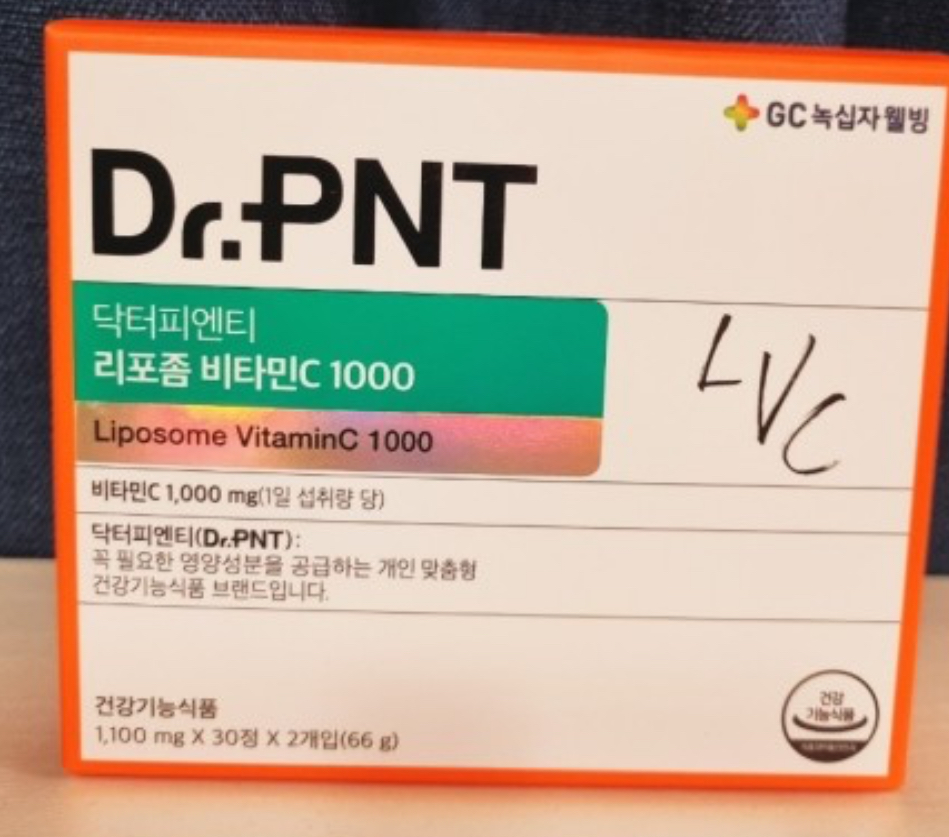 GC녹십자웰빙
Dr.PNT
닥터피엔티
리포좀 비타민C 1000
Liposome VitaminC 1000
LVC
비타민C 1,000 mg(1일 섭취량 당)
닥터피엔티(Dr.PNT):
꼭 필요한 영양성분을 공급하는 개인 맞춤형
건강기능식품 브랜드입니다.
건강기능식품
1,100 mg X 30정 X 2개입(66 g)
건강
기능식품